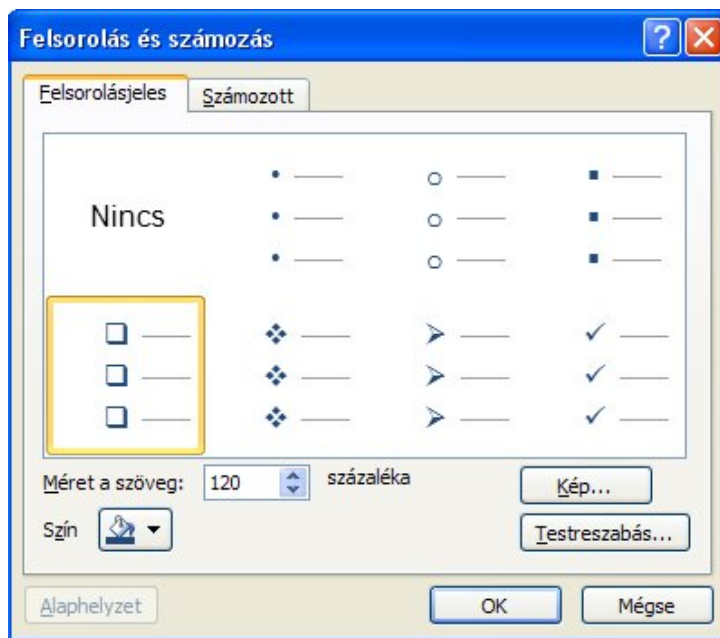 Felsorolás és számozás
Felsorolásjeles Számozott
Nincs
Méret a szöveg: 120 százaléka
Kép...
Szín
Testreszabás...
Alaphelyzet OK Mégse